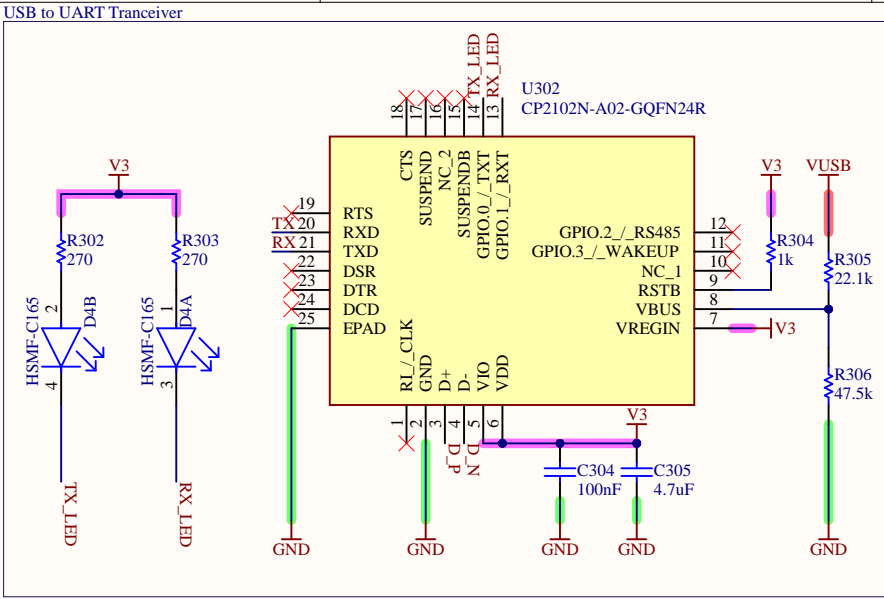 USB to UART Tranceiver
U302
CP2102N-A02-GQFN24R
TX_LED
RX_LED
18
17
16
15
14
13
CTS
SUSPEND
NC_2
SUSPENDB
GPIO.0_/_TXT
GPIO.1_/_RXT
V3
R302
270
R303
270
2
D4B
HSMF-C165
4
1
D4A
HSMF-C165
3
TX_LED
RX_LED
19
RTS
TX
20
RXD
RX
21
TXD
22
DSR
23
DTR
24
DCD
25
EPAD
GPIO.2_/_RS485
12
GPIO.3_/_WAKEUP
11
NC_1
10
RSTB
9
VBUS
8
VREGIN
7
V3
V3
R304
1k
VUSB
R305
22.1k
R306
47.5k
RI_/_CLK
GND
D+
D-
VIO
VDD
1
2
3
4
5
6
D_P
D_N
V3
C304
100nF
C305
4.7uF
GND
GND
GND
GND
GND